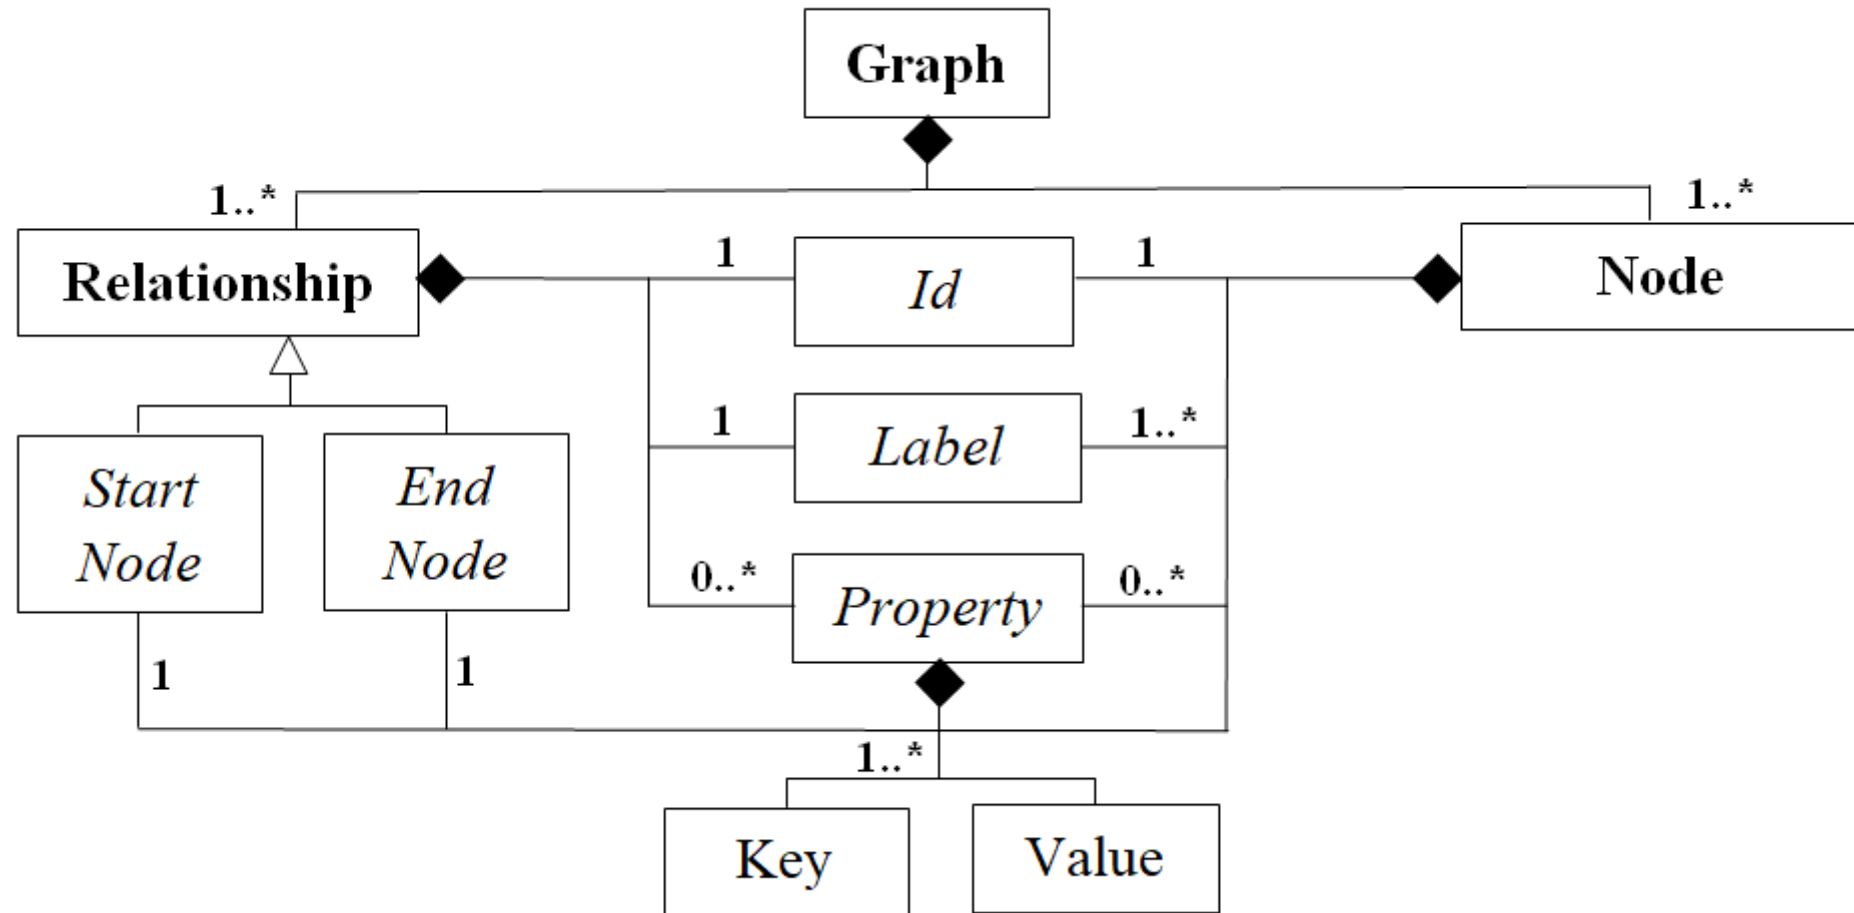 Graph
1..*
1..*
Relationship
1
Id
1
Node
1
Label
1..*
Start
Node
End
Node
0..*
Property
0..*
1
1
1..*
Key
Value